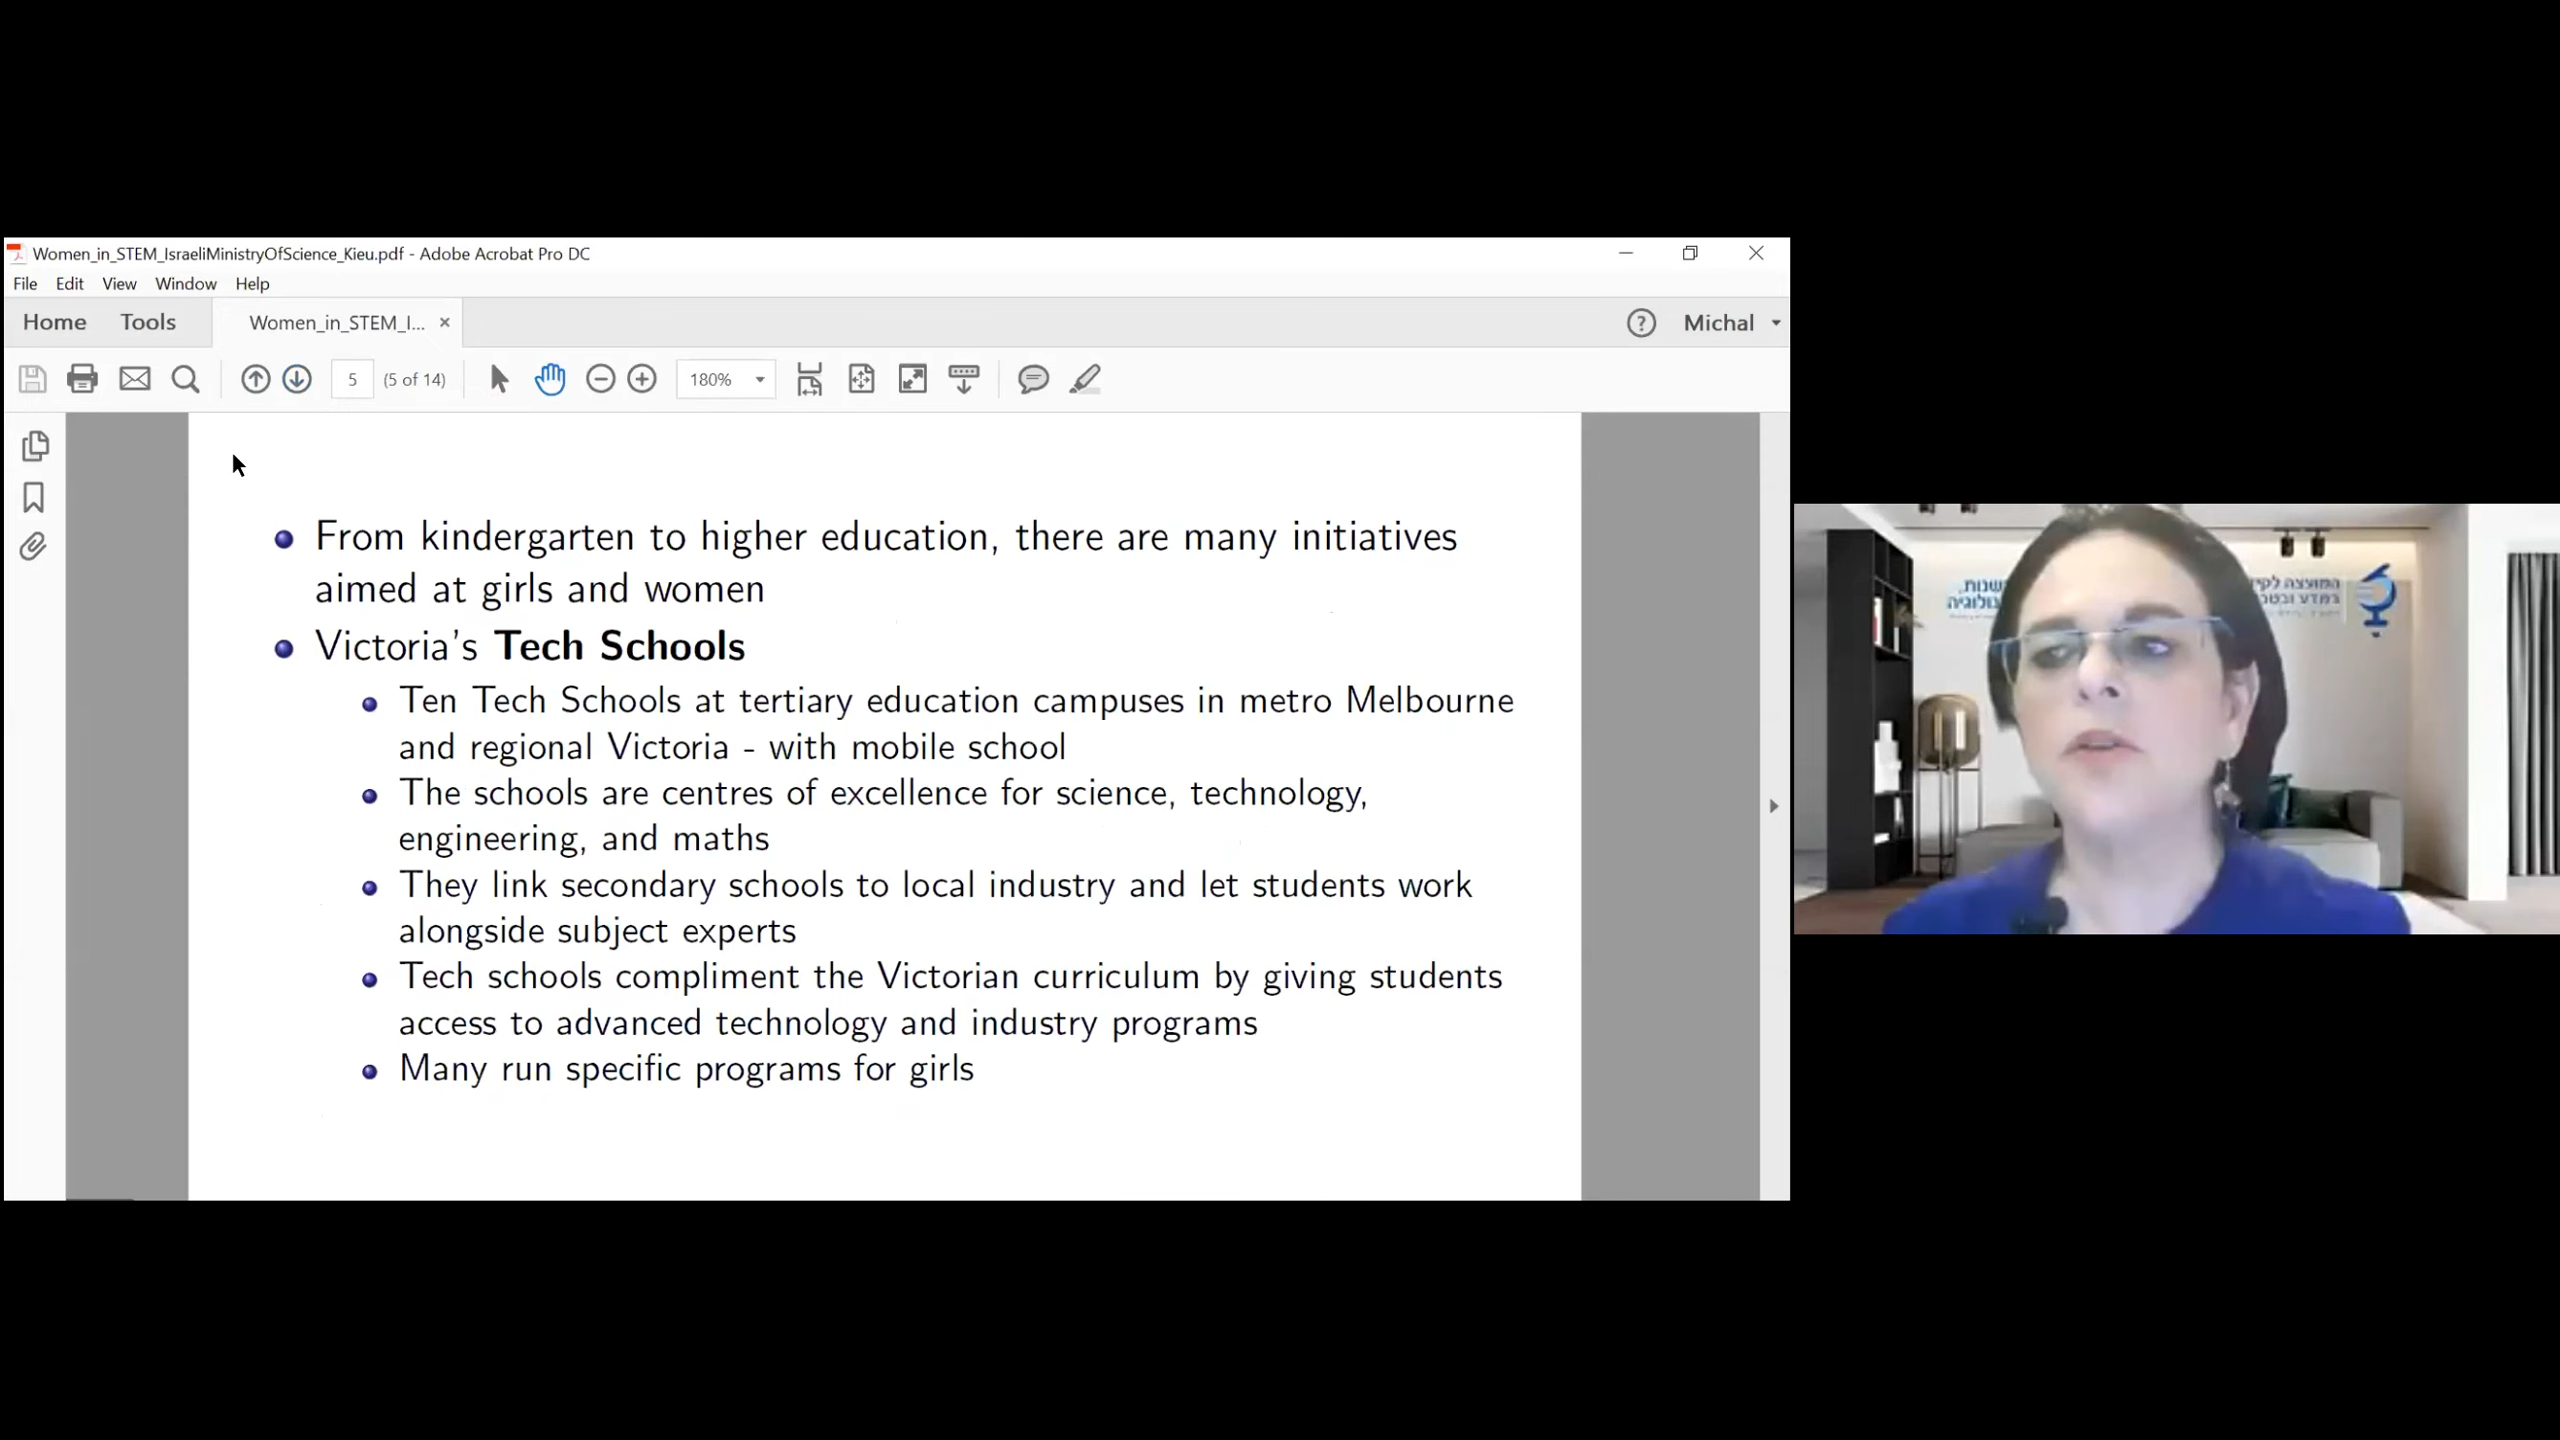 Women_in_STEM_IsraeliMinistryOfScience_Kieu.pdf - Adobe Acrobat Pro DC
File Edit View Window Help
Home Tools Women_in_STEM_I... Michal
5 (5 of 14) 180%
From kindergarten to higher education, there are many initiatives
aimed at girls and women
Victoria's Tech Schools
Ten Tech Schools at tertiary education campuses in metro Melbourne
and regional Victoria - with mobile school
The schools are centres of excellence for science, technology,
engineering, and maths
They link secondary schools to local industry and let students work
alongside subject experts
Tech schools compliment the Victorian curriculum by giving students
access to advanced technology and industry programs
Many run specific programs for girls
המועצה לקי
במדע ובטכ